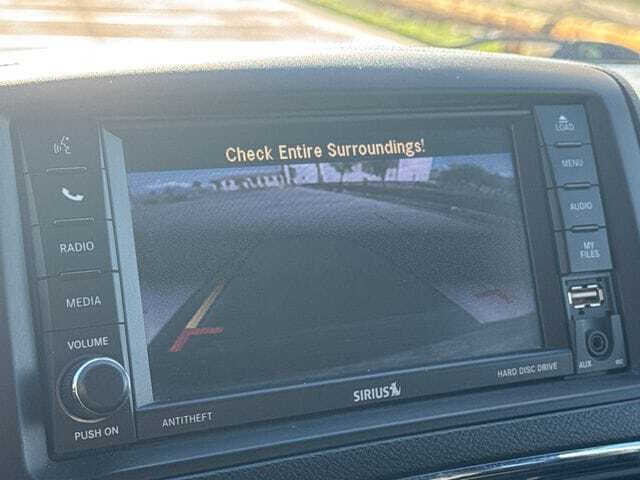 Check Entire Surroundings!
RADIO
MEDIA
VOLUME
PUSH ON
ANTITHEFT
SIRIUS
HARD DISC DRIVE
LOAD
MENU
AUDIO
MY
FILES
AUX